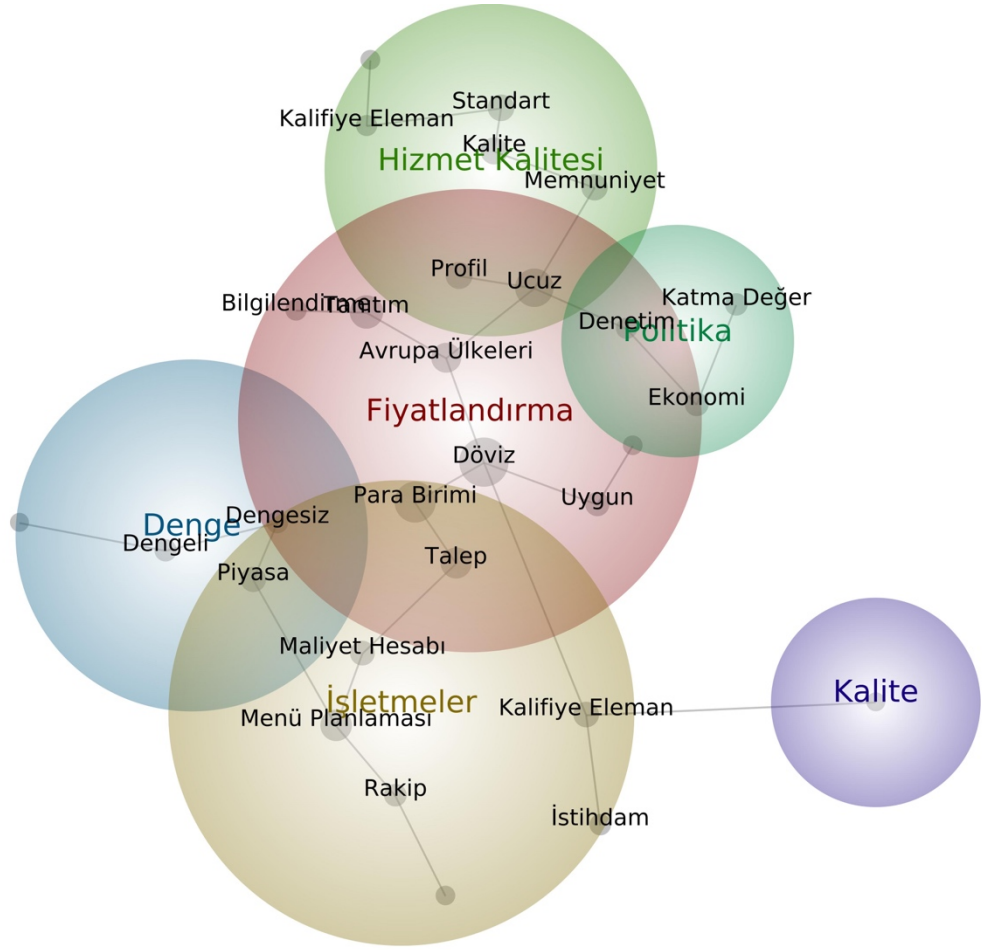 Standart
Kalifiye Eleman
Kalite
Hizmet Kalitesi
Memnuniyet
Profil
Ucuz
Bilgilendirme
Tanıtım
Katma Değer
Denetim
Politika
Avrupa Ülkeleri
Ekonomi
Fiyatlandırma
Döviz
Para Birimi
Uygun
Dengesiz
Denge
Dengeli
Talep
Piyasa
Maliyet Hesabı
Kalite
İşletmeler
Kalifiye Eleman
Menü Planlaması
Rakip
İstihdam